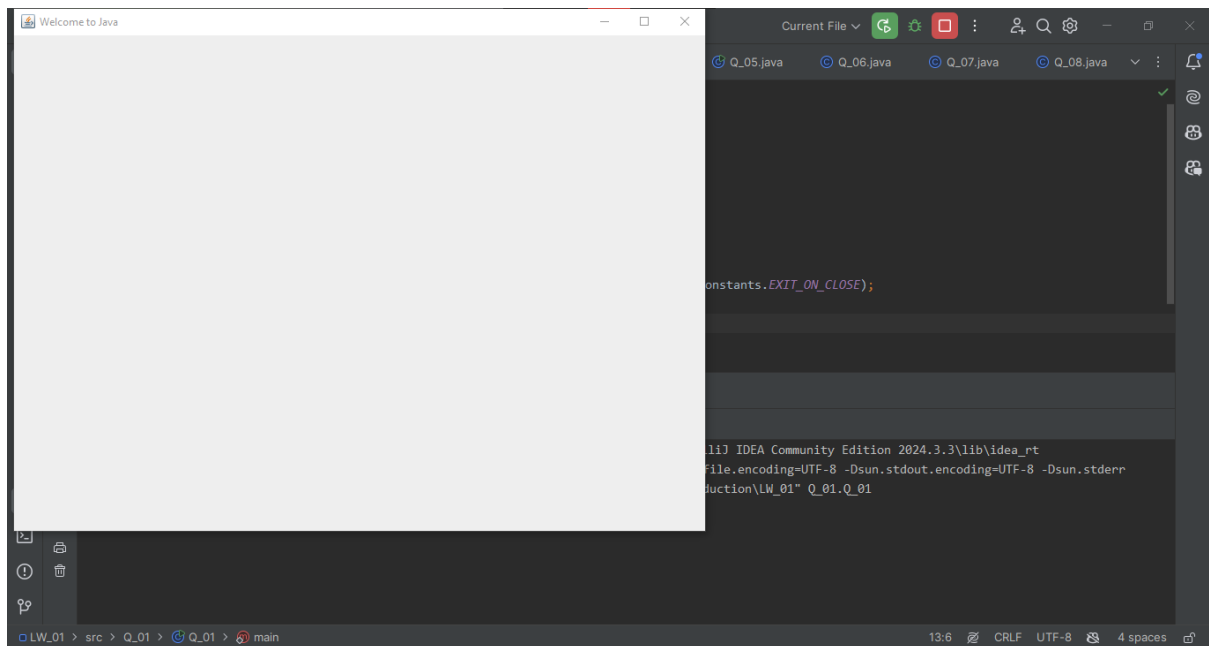 Welcome to Java
Current File
Q_05.java Q_06.java Q_07.java Q_08.java
onstants.EXIT_ON_CLOSE);
liJ IDEA Community Edition 2024.3.3\lib\idea_rt
file.encoding=UTF-8 -Dsun.stdout.encoding=UTF-8 -Dsun.stderr
duction\LW_01" Q_01.Q_01
LW_01 > src > Q_01 > Q_01 > main 13:6 CRLF UTF-8 4 spaces